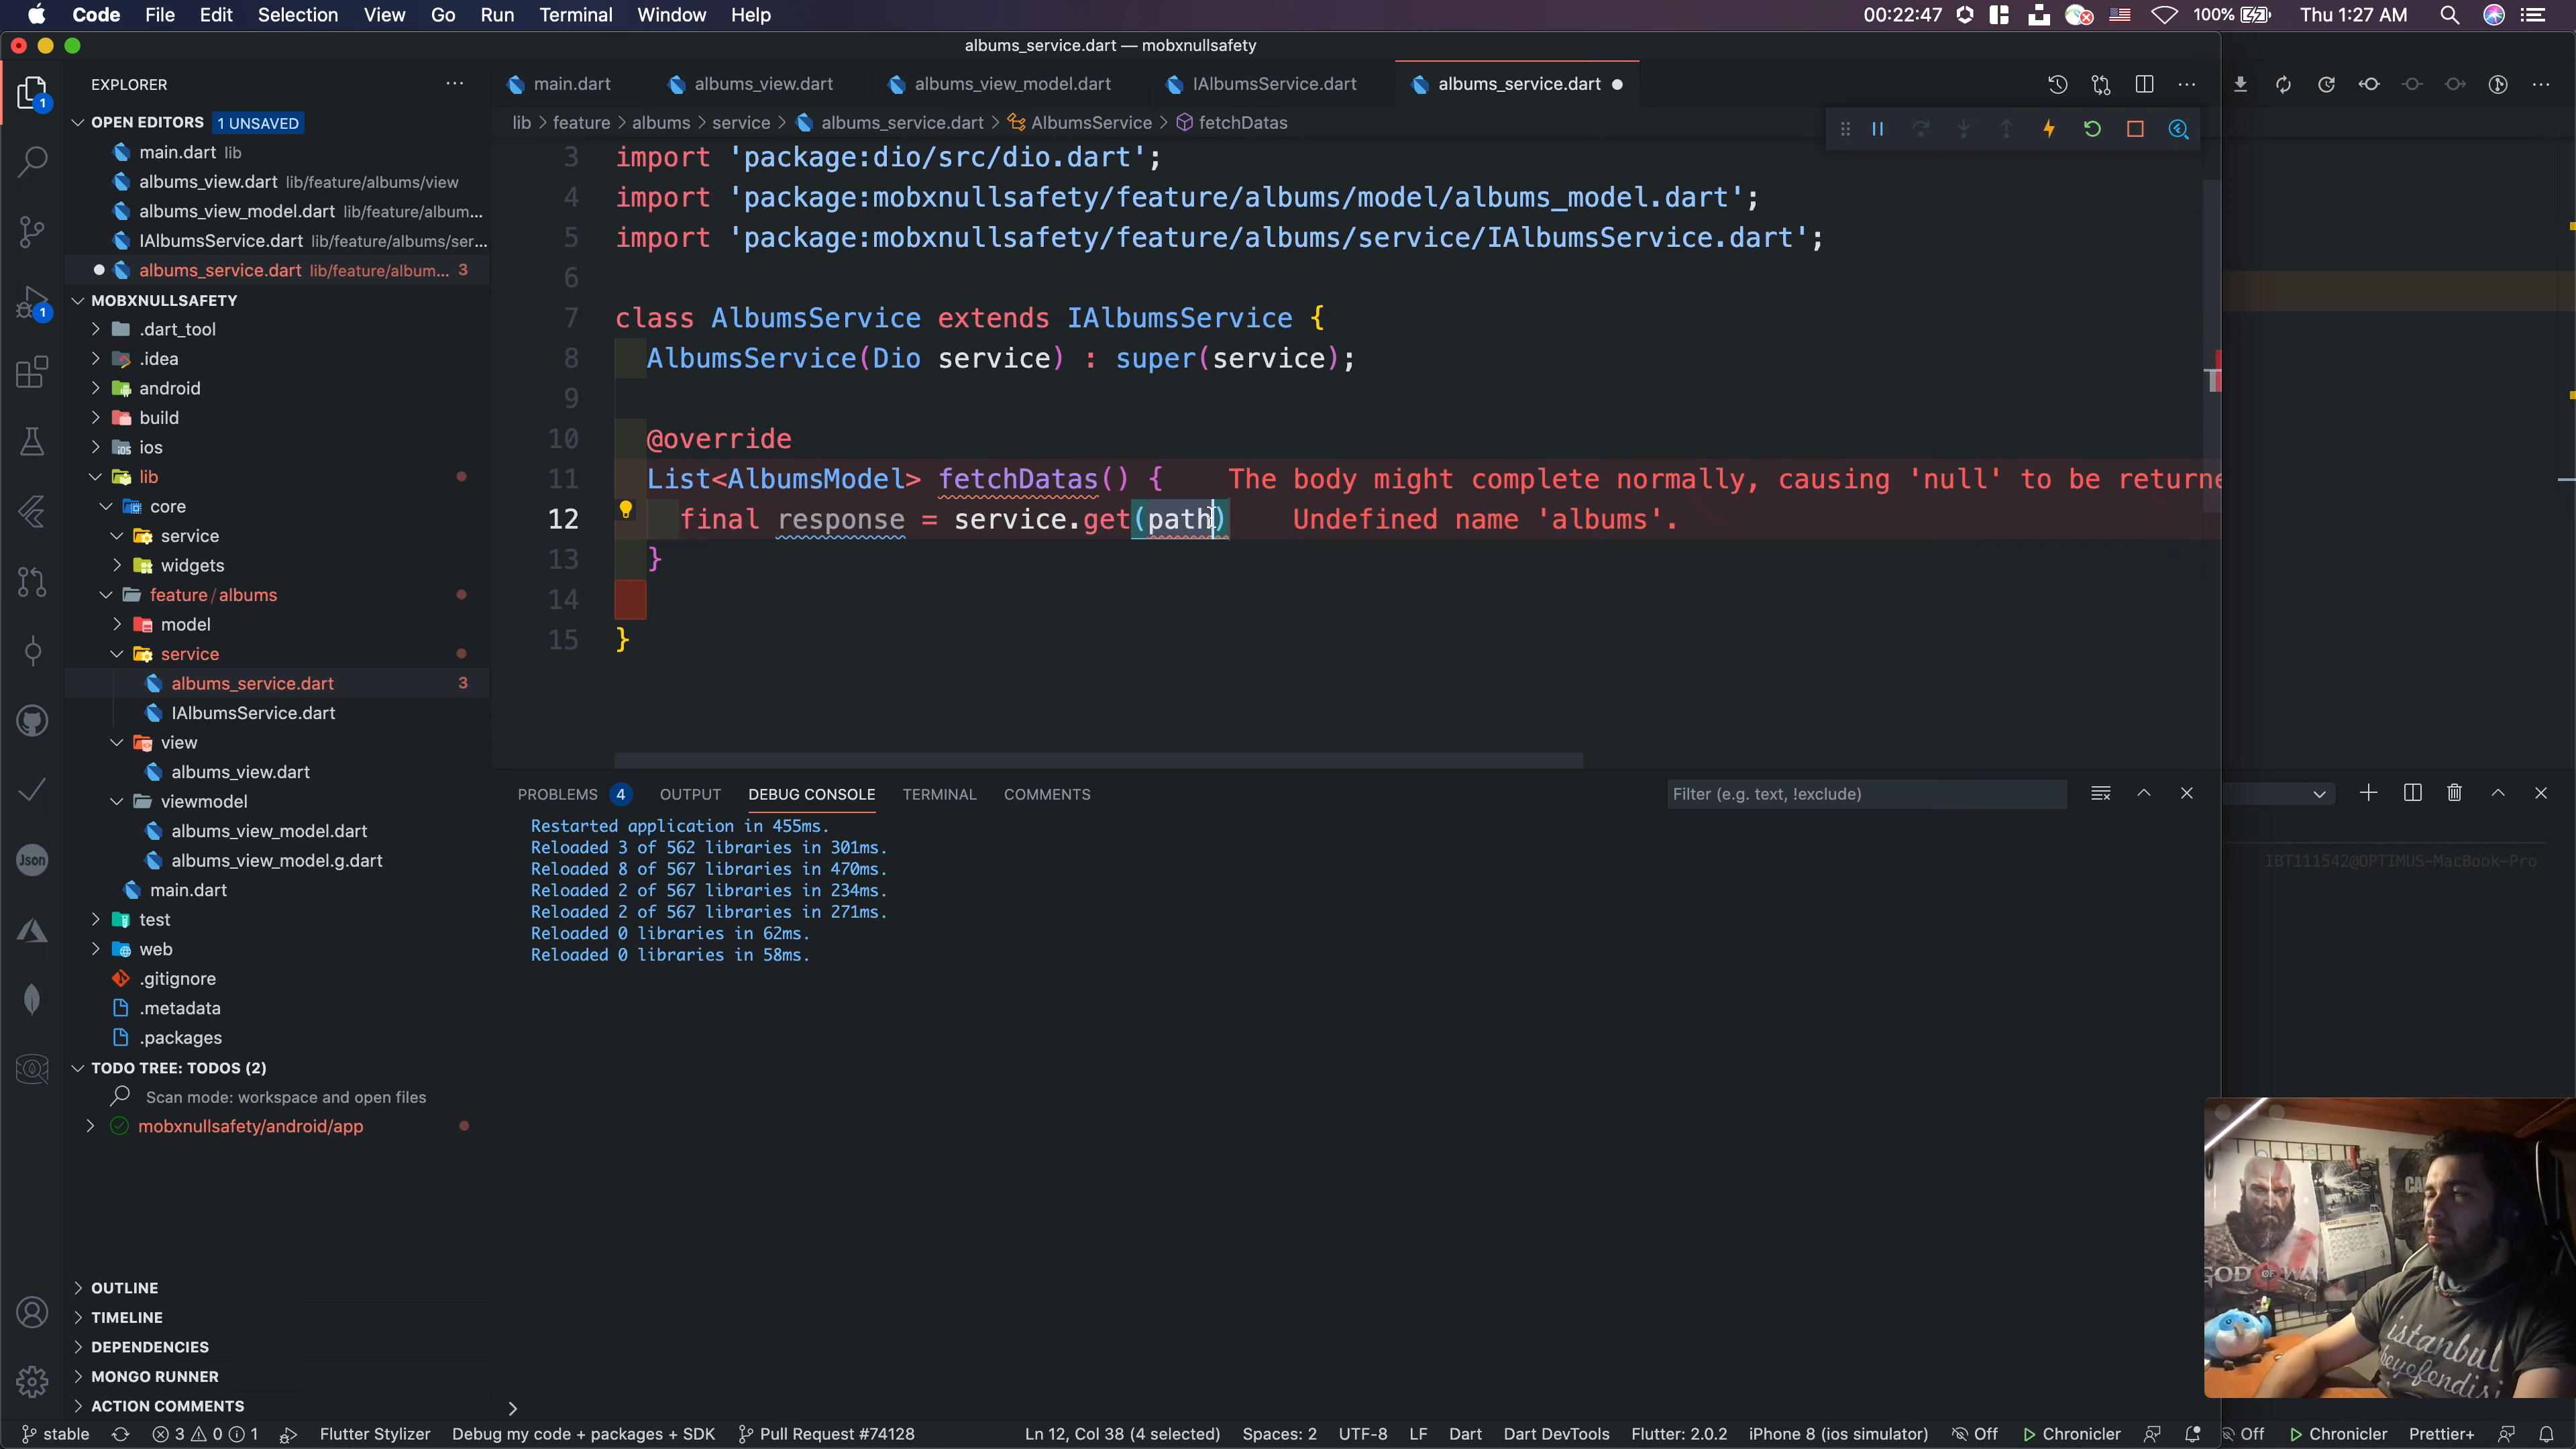 Code File Edit Selection View Go Run Terminal Window Help 00:22:47 100% Thu 1:27 AM
albums_service.dart — mobxnullsafety
EXPLORER
main.dart albums_view.dart albums_view_model.dart IAlbumsService.dart albums_service.dart
OPEN EDITORS 1 UNSAVED
lib > feature > albums > service > albums_service.dart > AlbumsService > fetchDatas
main.dart lib
albums_view.dart lib/feature/albums/view
albums_view_model.dart lib/feature/album...
IAlbumsService.dart lib/feature/albums/ser...
albums_service.dart lib/feature/album... 3
MOBXNULLSAFETY
.dart_tool
.idea
android
build
ios
lib
core
service
widgets
feature / albums
model
service
albums_service.dart 3
IAlbumsService.dart
view
albums_view.dart
viewmodel
albums_view_model.dart
albums_view_model.g.dart
main.dart
test
web
.gitignore
.metadata
.packages
TODO TREE: TODOS (2)
Scan mode: workspace and open files
mobxnullsafety/android/app
OUTLINE
TIMELINE
DEPENDENCIES
MONGO RUNNER
ACTION COMMENTS
1
1
Json
3 import 'package:dio/src/dio.dart';
4 import 'package:mobxnullsafety/feature/albums/model/albums_model.dart';
5 import 'package:mobxnullsafety/feature/albums/service/IAlbumsService.dart';
6
7 class AlbumsService extends IAlbumsService {
8 AlbumsService(Dio service) : super(service);
9
10 @override
11 List<AlbumsModel> fetchDatas() { The body might complete normally, causing 'null' to be returne
12 final response = service.get(path) Undefined name 'albums'.
13 }
14
15 }
PROBLEMS 4 OUTPUT DEBUG CONSOLE TERMINAL COMMENTS Filter (e.g. text, !exclude)
Restarted application in 455ms.
Reloaded 3 of 562 libraries in 301ms.
Reloaded 8 of 567 libraries in 470ms.
Reloaded 2 of 567 libraries in 234ms.
Reloaded 2 of 567 libraries in 271ms.
Reloaded 0 libraries in 62ms.
Reloaded 0 libraries in 58ms.
IBT111542@OPTIMUS-MacBook-Pro
GOD OF WAR
istanbul
beyefendisi
stable 3 0 1 Flutter Stylizer Debug my code + packages + SDK Pull Request #74128 Ln 12, Col 38 (4 selected) Spaces: 2 UTF-8 LF Dart Dart DevTools Flutter: 2.0.2 iPhone 8 (ios simulator) Off Chronicler Off Chronicler Prettier+